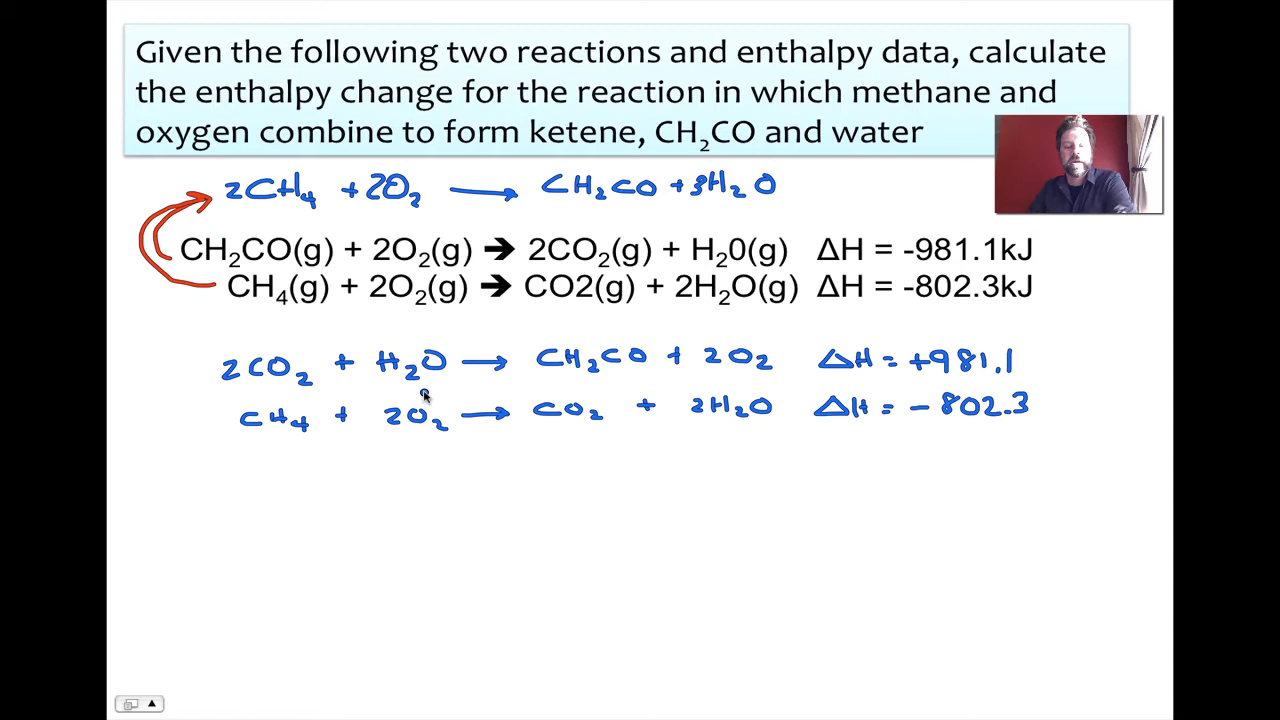 Given the following two reactions and enthalpy data, calculate
the enthalpy change for the reaction in which methane and
oxygen combine to form ketene, CH₂CO and water
2CH₄ + 2O₂ ⟶ CH₂CO + 3H₂O
CH₂CO(g) + 2O₂(g) ➔ 2CO₂(g) + H₂0(g) ΔH = -981.1kJ
CH₄(g) + 2O₂(g) ➔ CO2(g) + 2H₂O(g) ΔH = -802.3kJ
2CO₂ + H₂O ⟶ CH₂CO + 2O₂ ΔH = +981.1
CH₄ + 2O₂ ⟶ CO₂ + 2H₂O ΔH = -802.3